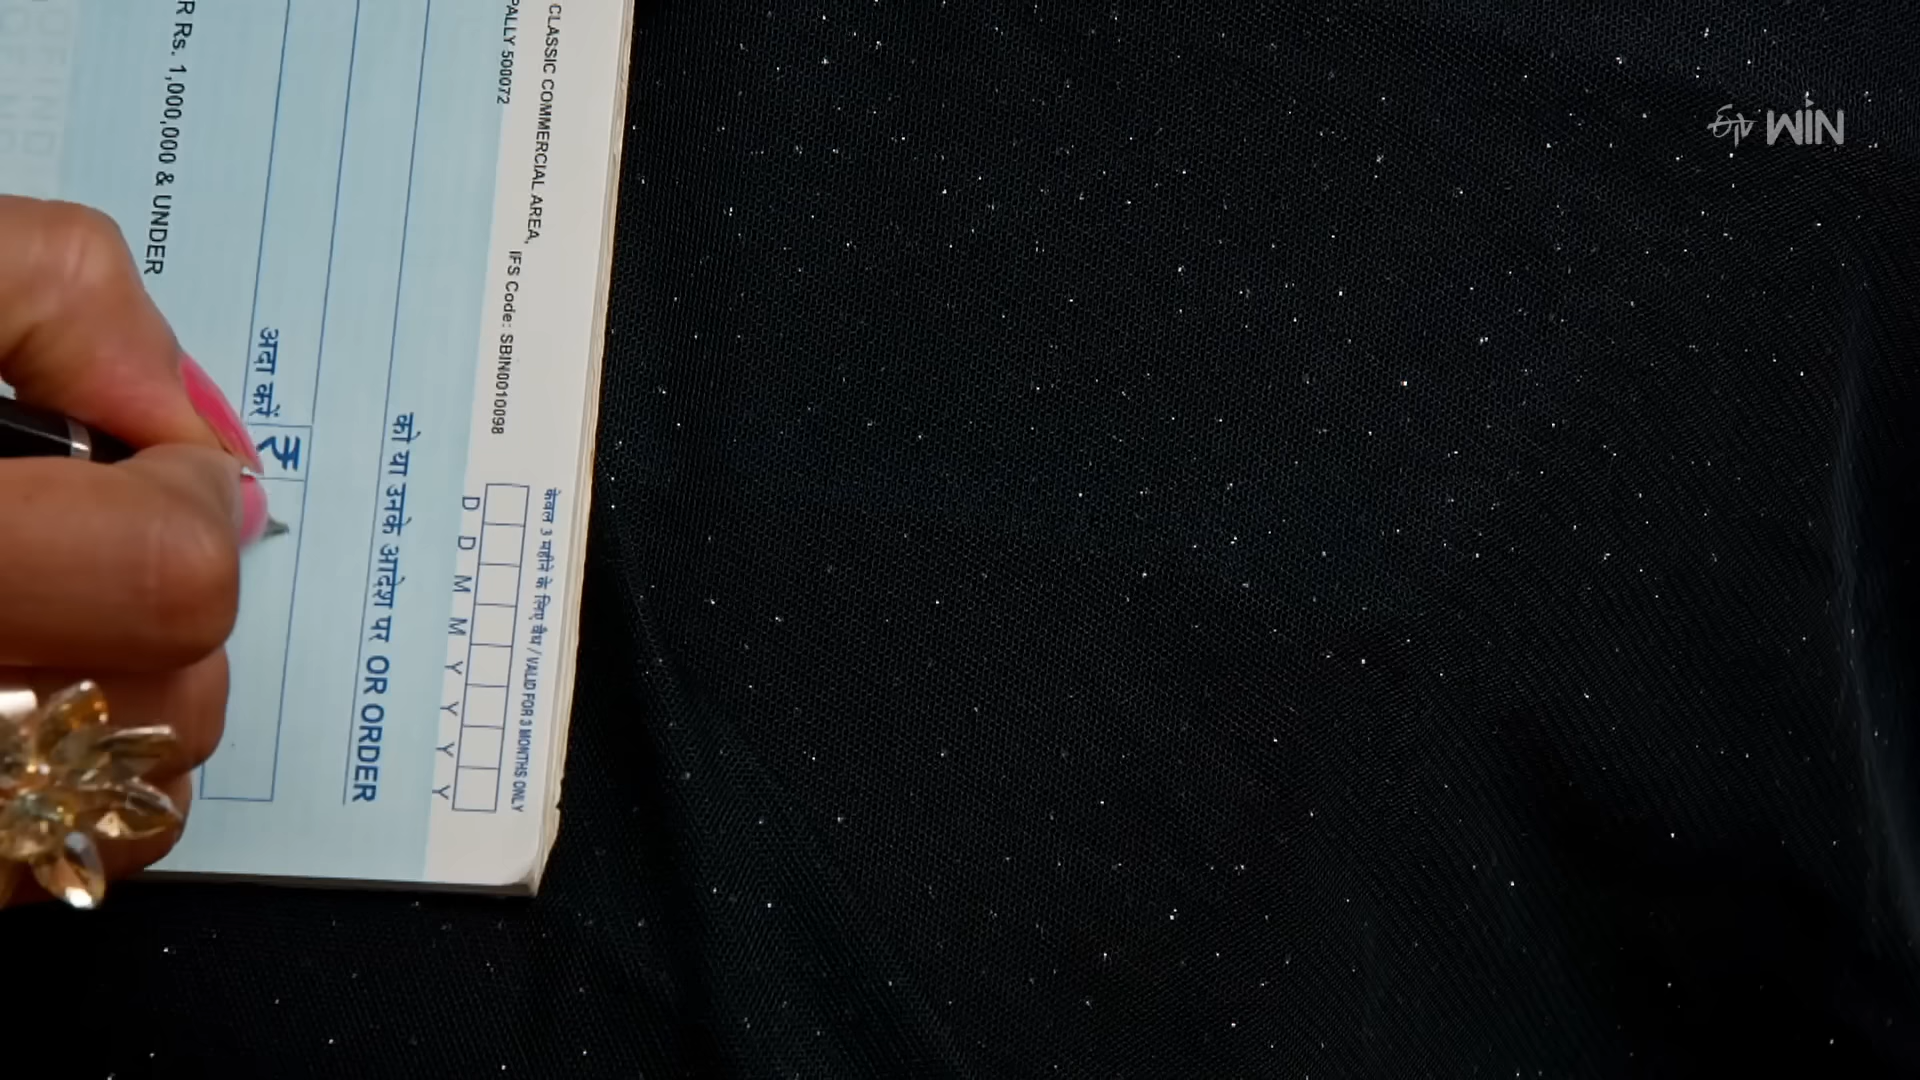 CLASSIC COMMERCIAL AREA,
PALLY 500072
IFS Code: SBIN0010098
केवल 3 महीने के लिए वैध / VALID FOR 3 MONTHS ONLY
D D M M Y Y Y Y
को या उनके आदेश पर OR ORDER
अदा करें ₹
R Rs. 1,000,000 & UNDER
ఈటీవీ WIN